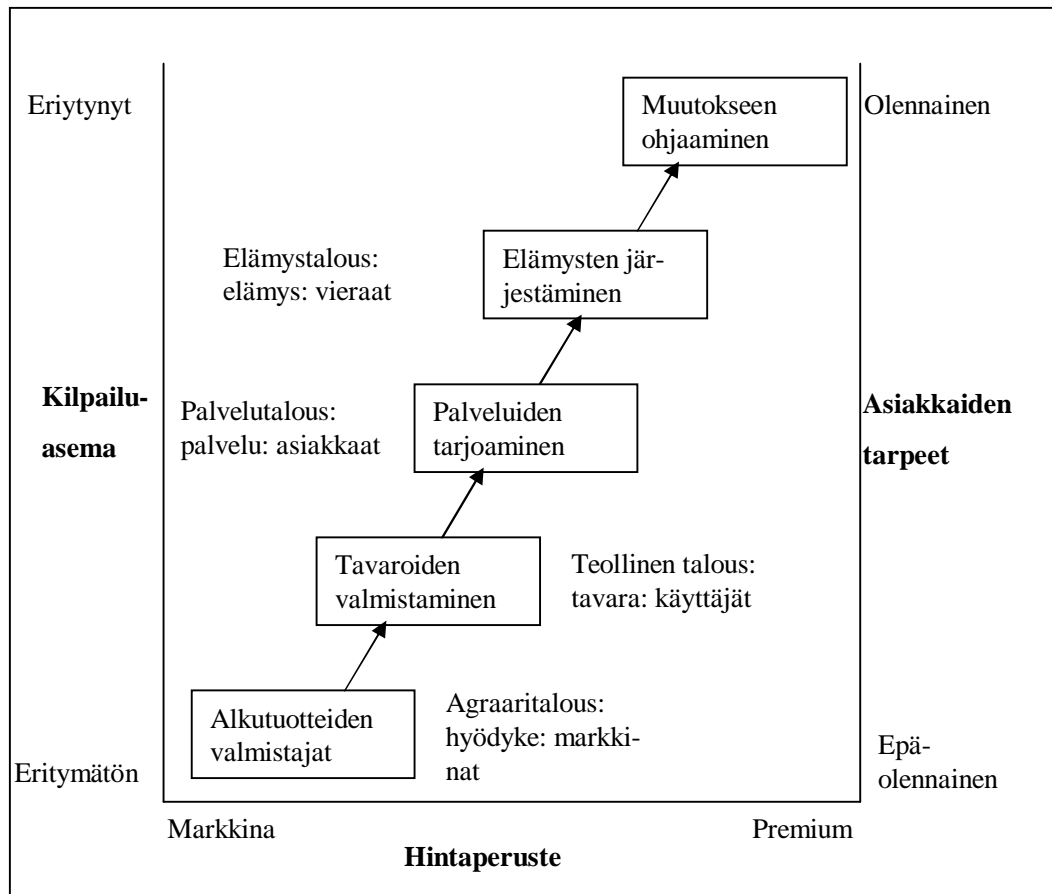 Eriytynyt
Muutokseen
ohjaaminen
Olennainen
Elämystalous:
elämys: vieraat
Elämysten jär-
jestäminen
Kilpailu-
asema
Palvelutalous:
palvelu: asiakkaat
Palveluiden
tarjoaminen
Asiakkaiden
tarpeet
Tavaroiden
valmistaminen
Teollinen talous:
tavara: käyttäjät
Alkutuotteiden
valmistajat
Agraaritalous:
hyödyke: markki-
nat
Eritymätön
Epä-
olennainen
Markkina
Premium
Hintaperuste